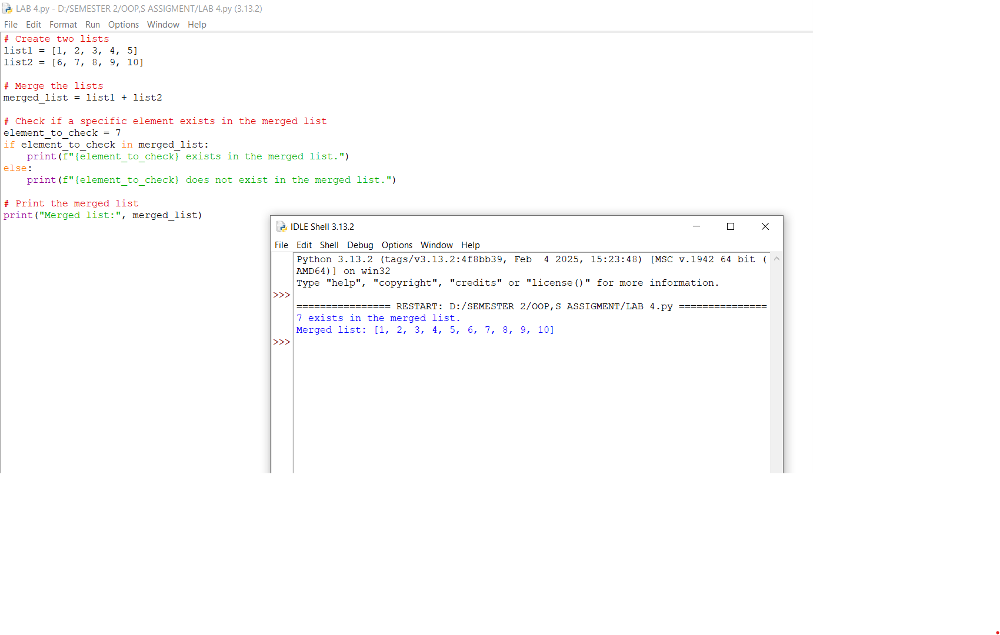 LAB 4.py - D:/SEMESTER 2/OOP,S ASSIGMENT/LAB 4.py (3.13.2)
File Edit Format Run Options Window Help
# Create two lists
list1 = [1, 2, 3, 4, 5]
list2 = [6, 7, 8, 9, 10]
# Merge the lists
merged_list = list1 + list2
# Check if a specific element exists in the merged list
element_to_check = 7
if element_to_check in merged_list:
    print(f"{element_to_check} exists in the merged list.")
else:
    print(f"{element_to_check} does not exist in the merged list.")
# Print the merged list
print("Merged list:", merged_list)
IDLE Shell 3.13.2
File Edit Shell Debug Options Window Help
Python 3.13.2 (tags/v3.13.2:4f8bb39, Feb  4 2025, 15:23:48) [MSC v.1942 64 bit (
AMD64)] on win32
Type "help", "copyright", "credits" or "license()" for more information.
>>>
================ RESTART: D:/SEMESTER 2/OOP,S ASSIGMENT/LAB 4.py ===============
7 exists in the merged list.
Merged list: [1, 2, 3, 4, 5, 6, 7, 8, 9, 10]
>>>